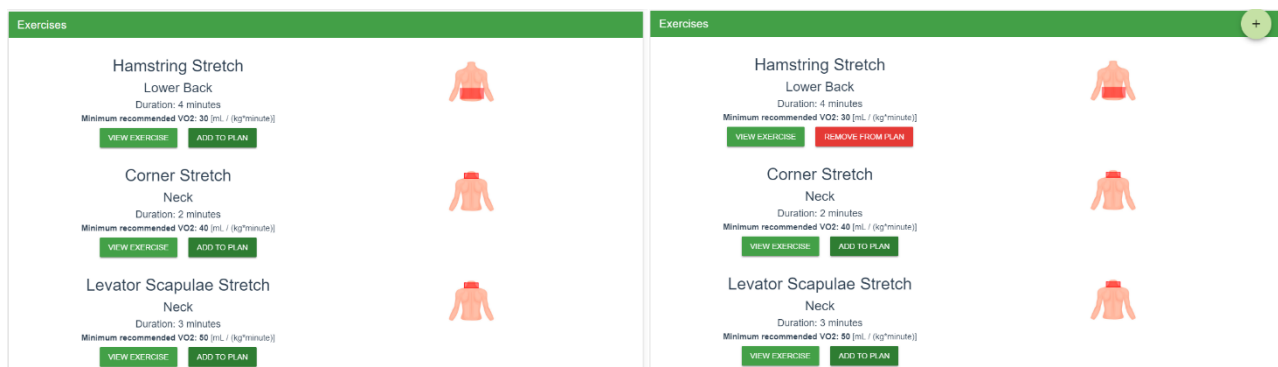 Exercises
Hamstring Stretch
Lower Back
Duration: 4 minutes
Minimum recommended VO2: 30 [mL / (kg*minute)]
VIEW EXERCISE ADD TO PLAN
Corner Stretch
Neck
Duration: 2 minutes
Minimum recommended VO2: 40 [mL / (kg*minute)]
VIEW EXERCISE ADD TO PLAN
Levator Scapulae Stretch
Neck
Duration: 3 minutes
Minimum recommended VO2: 50 [mL / (kg*minute)]
VIEW EXERCISE ADD TO PLAN
Exercises +
Hamstring Stretch
Lower Back
Duration: 4 minutes
Minimum recommended VO2: 30 [mL / (kg*minute)]
VIEW EXERCISE REMOVE FROM PLAN
Corner Stretch
Neck
Duration: 2 minutes
Minimum recommended VO2: 40 [mL / (kg*minute)]
VIEW EXERCISE ADD TO PLAN
Levator Scapulae Stretch
Neck
Duration: 3 minutes
Minimum recommended VO2: 50 [mL / (kg*minute)]
VIEW EXERCISE ADD TO PLAN